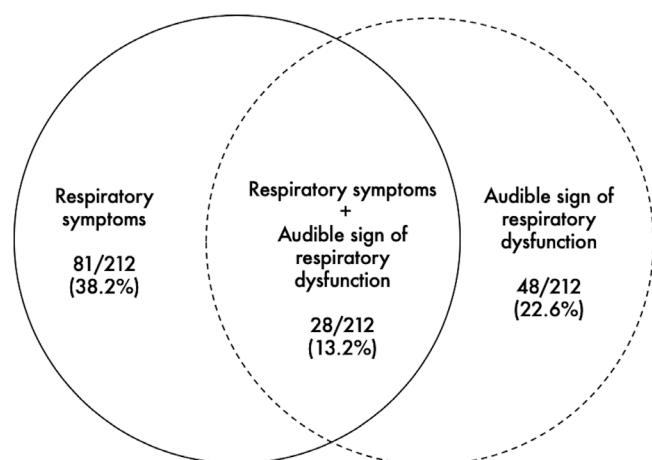 Respiratory
symptoms
81/212
(38.2%)
Respiratory symptoms
+
Audible sign of
respiratory
dysfunction
28/212
(13.2%)
Audible sign of
respiratory
dysfunction
48/212
(22.6%)